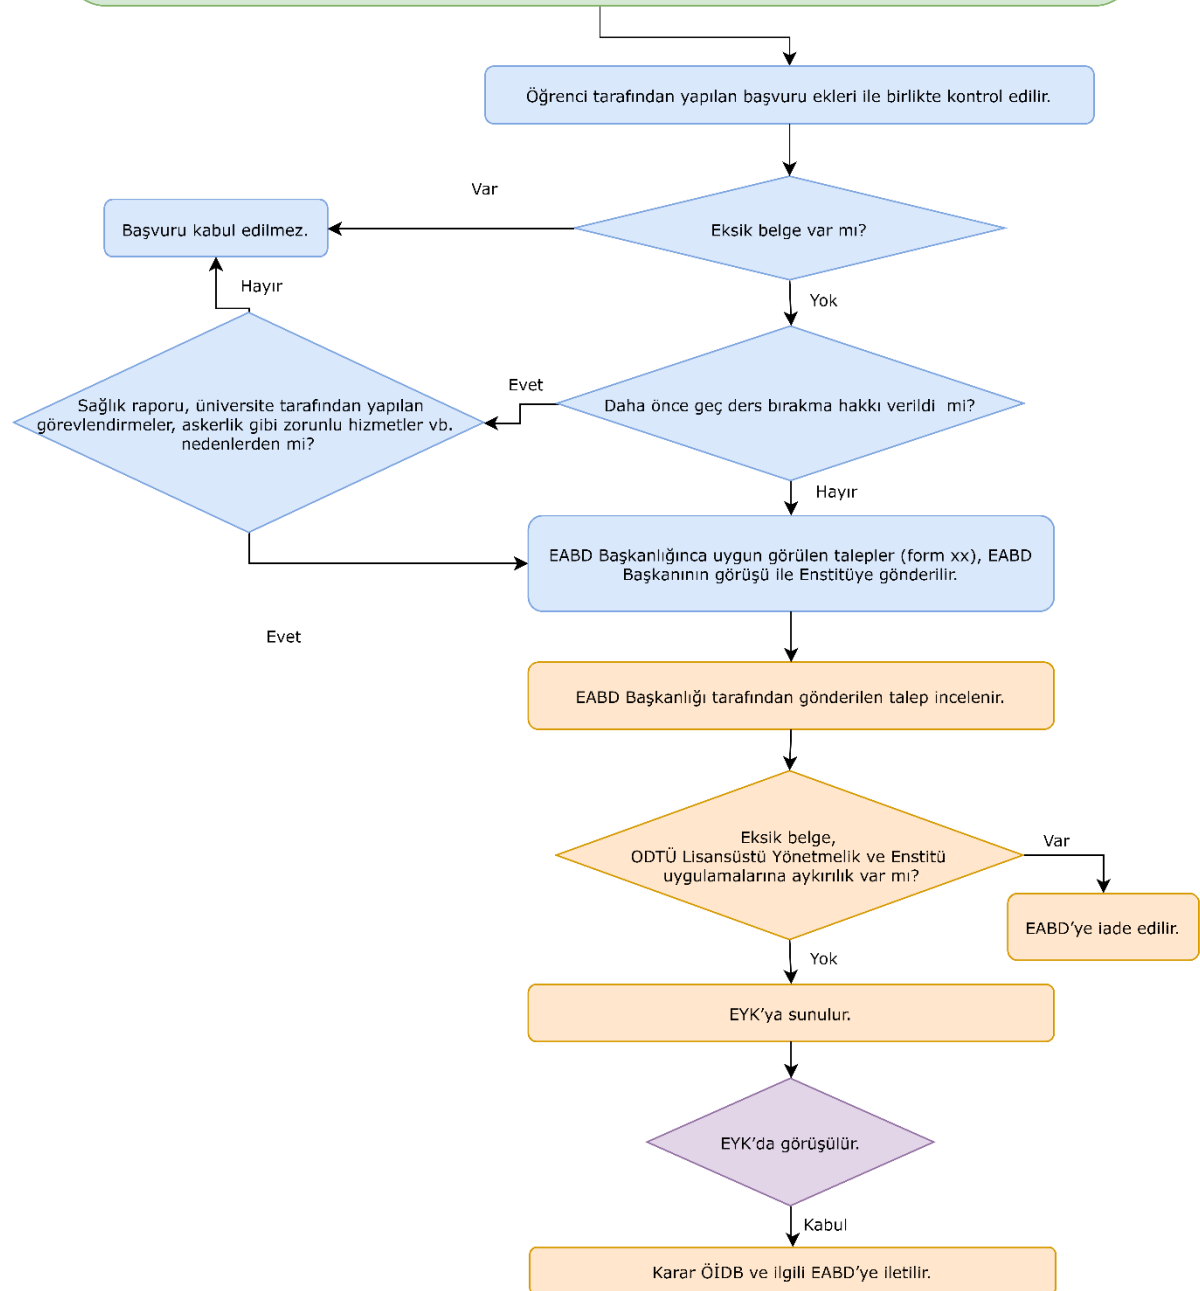 Öğrenci tarafından yapılan başvuru ekleri ile birlikte kontrol edilir.
Var
Başvuru kabul edilmez.
Eksik belge var mı?
Hayır
Yok
Evet
Sağlık raporu, üniversite tarafından yapılan
görevlendirmeler, askerlik gibi zorunlu hizmetler vb.
nedenlerden mi?
Daha önce geç ders bırakma hakkı verildi  mi?
Hayır
EABD Başkanlığınca uygun görülen talepler (form xx), EABD
Başkanının görüşü ile Enstitüye gönderilir.
Evet
EABD Başkanlığı tarafından gönderilen talep incelenir.
Eksik belge,
ODTÜ Lisansüstü Yönetmelik ve Enstitü
uygulamalarına aykırılık var mı?
Var
EABD’ye iade edilir.
Yok
EYK’ya sunulur.
EYK’da görüşülür.
Kabul
Karar ÖİDB ve ilgili EABD’ye iletilir.